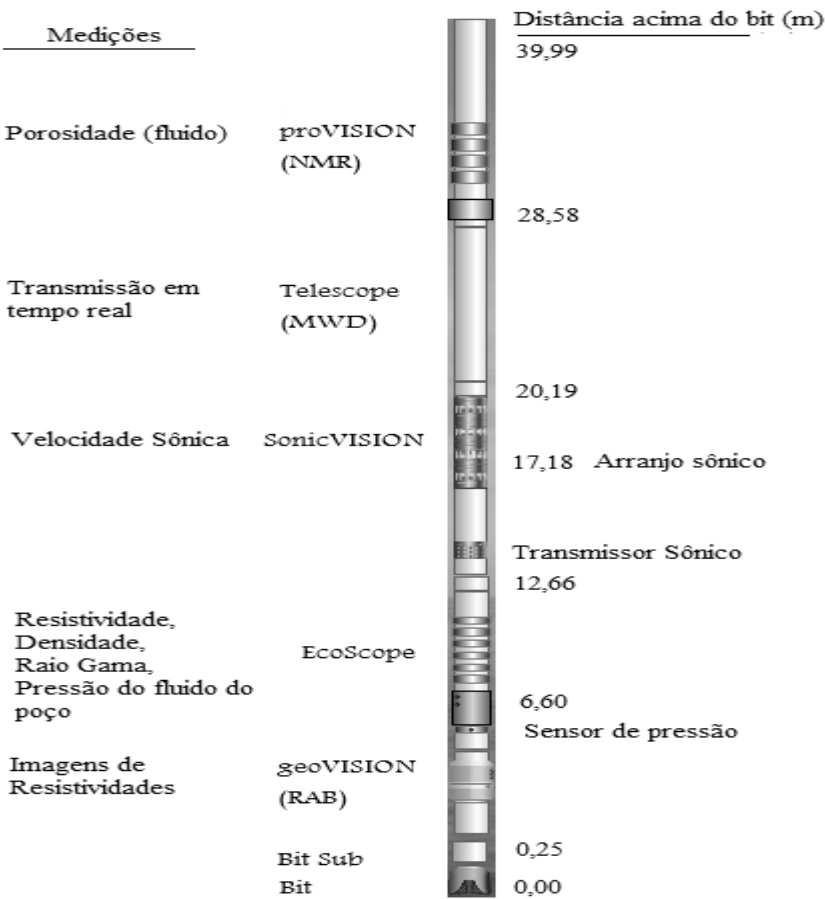 Medições
Distância acima do bit (m)
39,99
Porosidade (fluido)
proVISION
(NMR)
28,58
Transmissão em
tempo real
Telescope
(MWD)
20,19
Velocidade Sônica
SonicVISION
17,18 Arranjo sônico
Transmissor Sônico
12,66
Resistividade,
Densidade,
Raio Gama,
Pressão do fluido do
poço
EcoScope
6,60
Sensor de pressão
Imagens de
Resistividades
geoVISION
(RAB)
0,25
Bit Sub
Bit
0,00